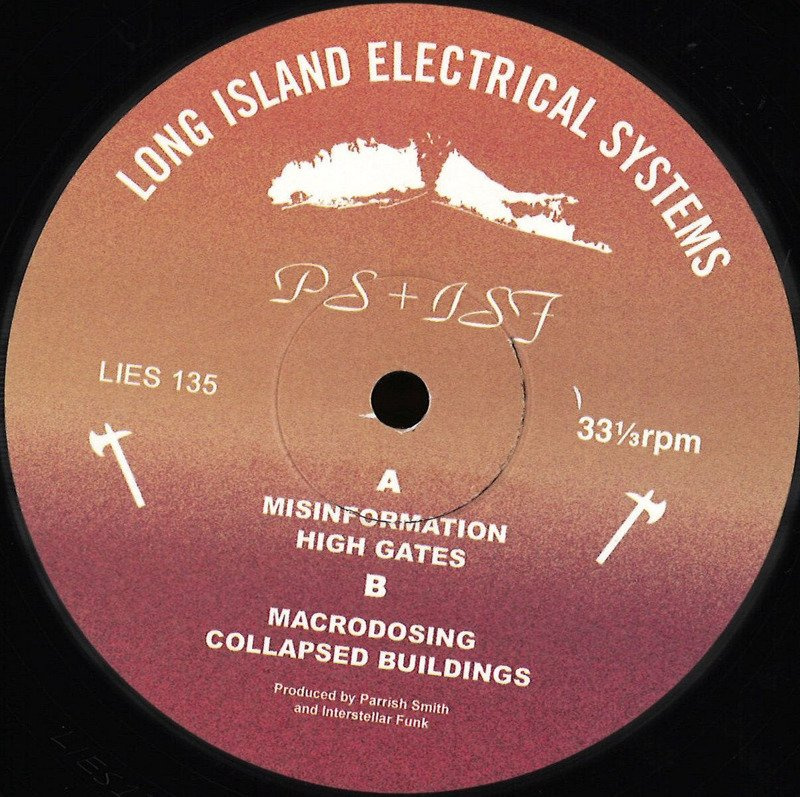 LONG ISLAND ELECTRICAL SYSTEMS
PS + ISF
LIES 135
33⅓rpm
A
MISINFORMATION
HIGH GATES
B
MACRODOSING
COLLAPSED BUILDINGS
Produced by Parrish Smith
and Interstellar Funk